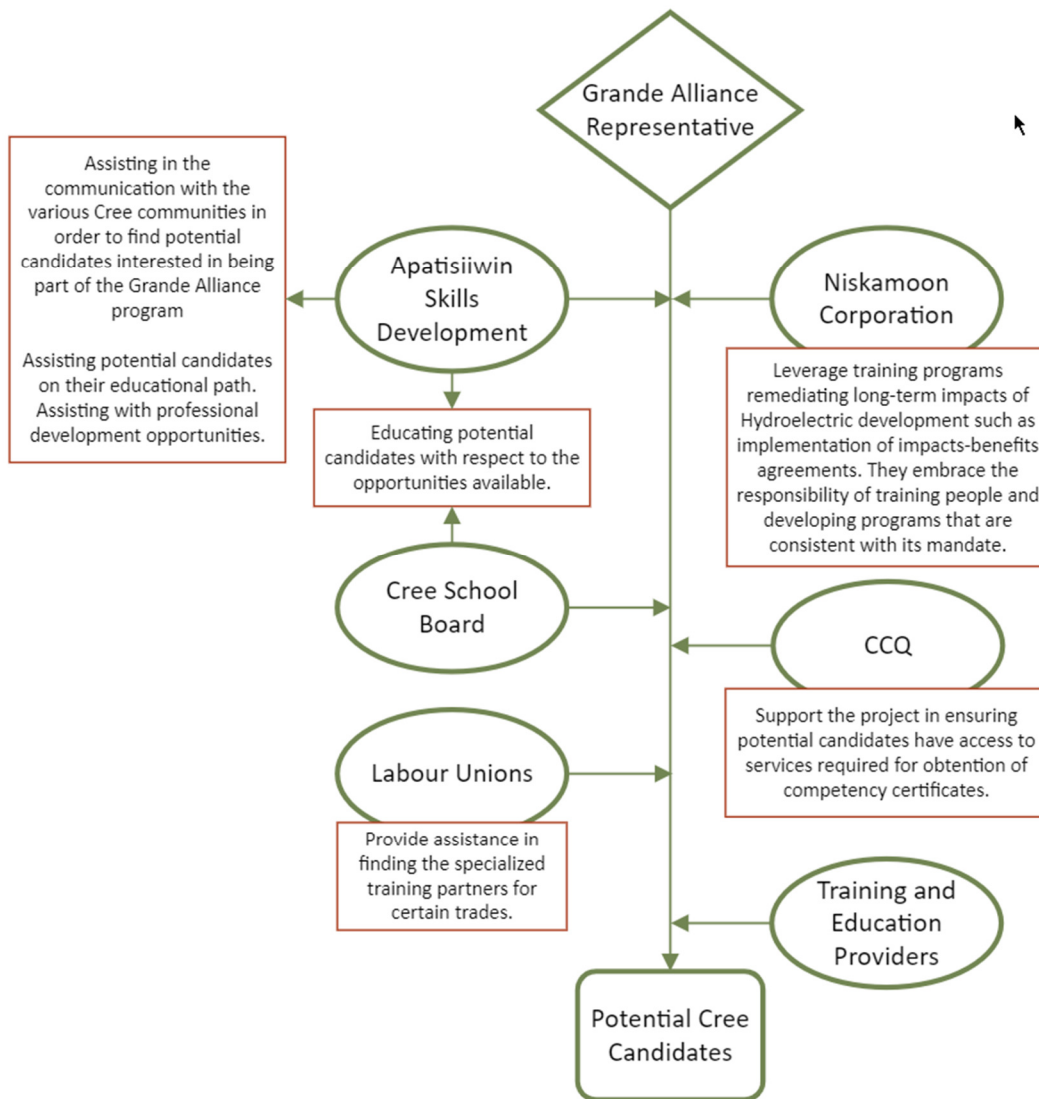 Grande Alliance
Representative
Assisting in the
communication with the
various Cree communities in
order to find potential
candidates interested in being
part of the Grande Alliance
program
Assisting potential candidates
on their educational path.
Assisting with professional
development opportunities.
Apatisiiwin
Skills
Development
Niskamoon
Corporation
Leverage training programs
remediating long-term impacts of
Hydroelectric development such as
implementation of impacts-benefits
agreements. They embrace the
responsibility of training people and
developing programs that are
consistent with its mandate.
Educating potential
candidates with respect to the
opportunities available.
Cree School
Board
CCQ
Support the project in ensuring
potential candidates have access to
services required for obtention of
competency certificates.
Labour Unions
Provide assistance in
finding the specialized
training partners for
certain trades.
Training and
Education
Providers
Potential Cree
Candidates